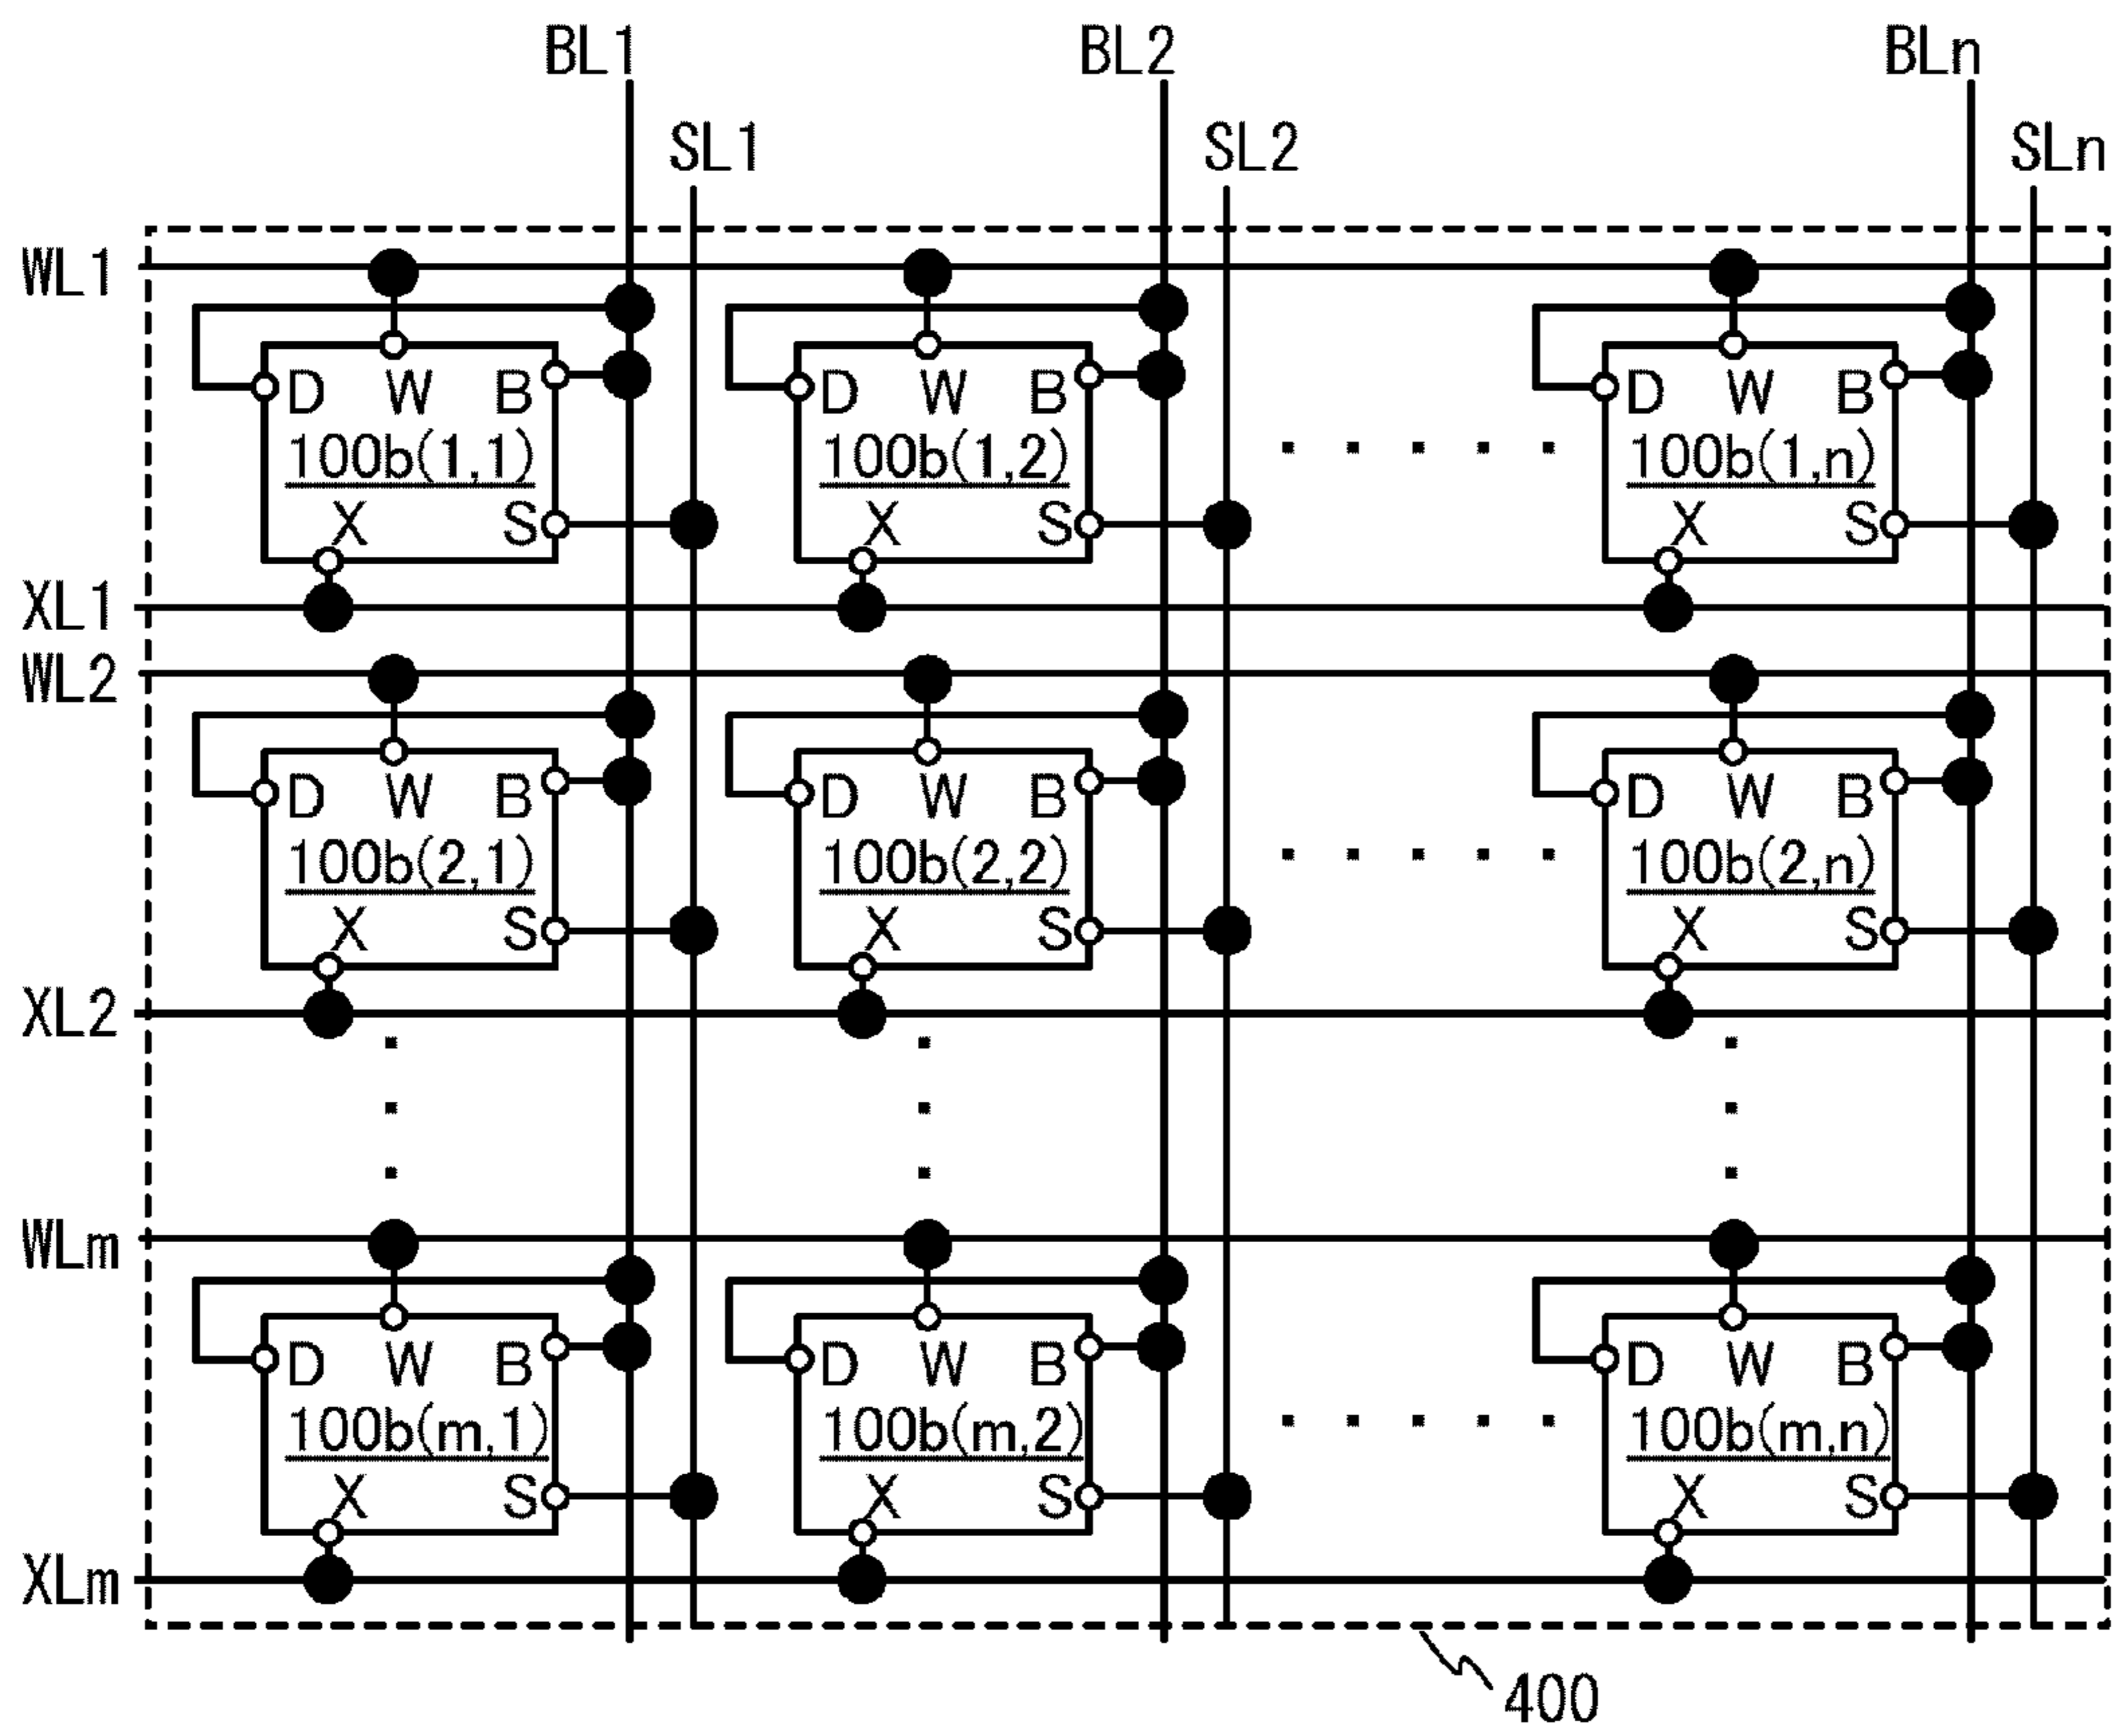 BL1 BL2 BLn
SL1 SL2 SLn
WL1
D W B D W B D W B
100b(1,1) 100b(1,2) · · · · · 100b(1,n)
X S X S X S
XL1
WL2
D W B D W B D W B
100b(2,1) 100b(2,2) · · · · · 100b(2,n)
X S X S X S
XL2
WLm
D W B D W B D W B
100b(m,1) 100b(m,2) · · · · · 100b(m,n)
X S X S X S
XLm
400